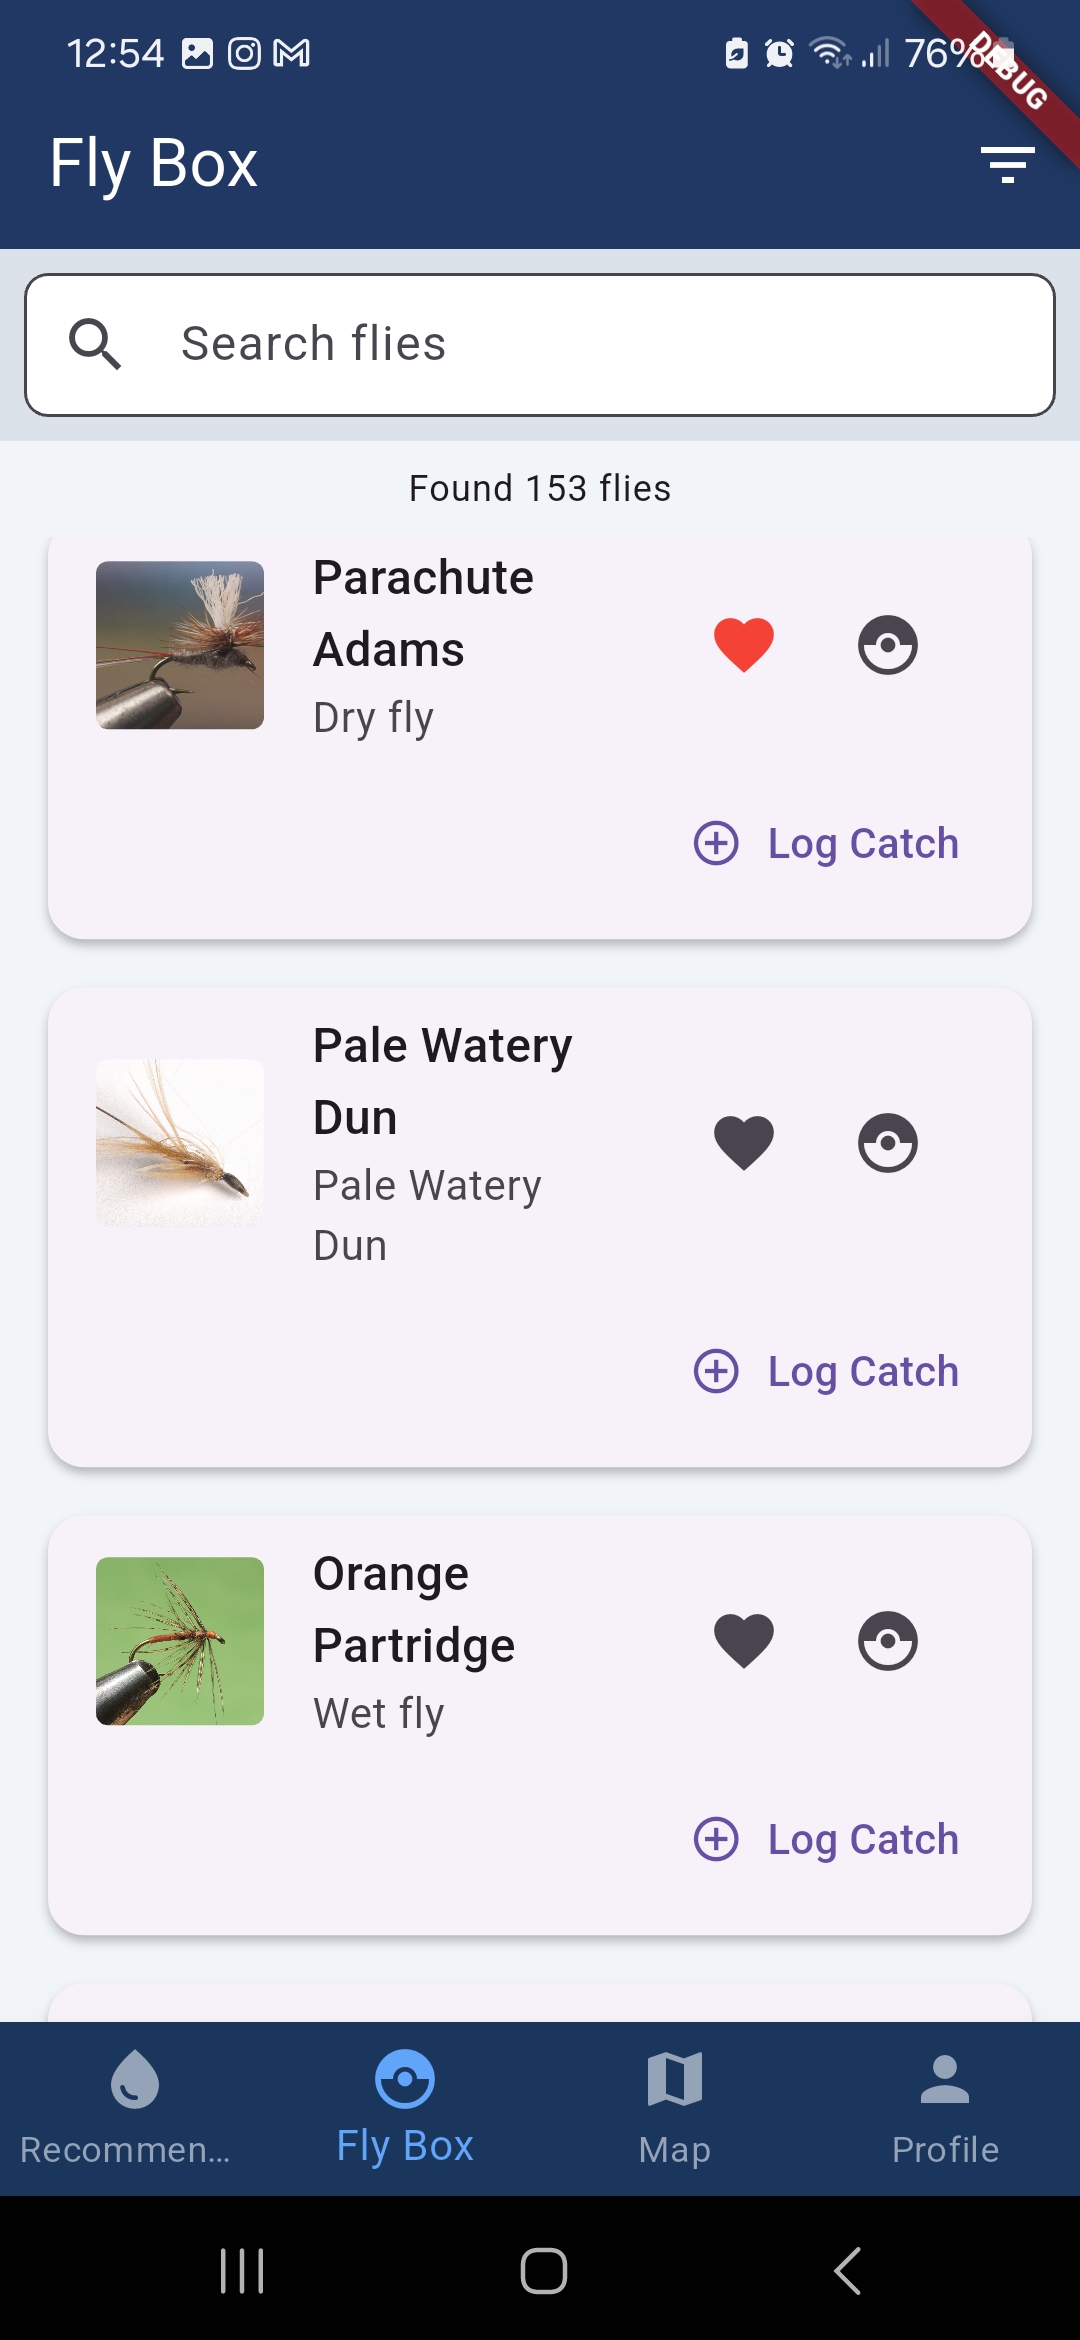 12:54 76%
DEBUG
Fly Box
Search flies
Found 153 flies
Parachute
Adams
Dry fly
Log Catch
Pale Watery
Dun
Pale Watery
Dun
Log Catch
Orange
Partridge
Wet fly
Log Catch
Recommen...
Fly Box
Map
Profile